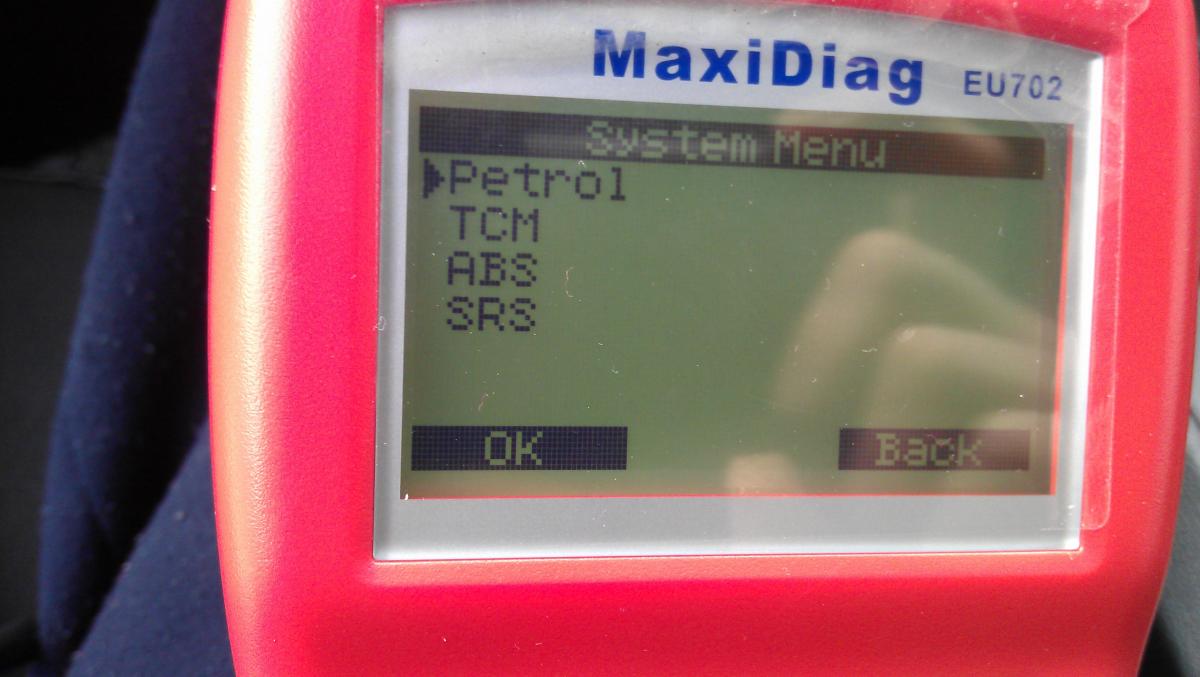 MaxiDiag EU702
System Menu
Petrol
TCM
ABS
SRS
OK Back